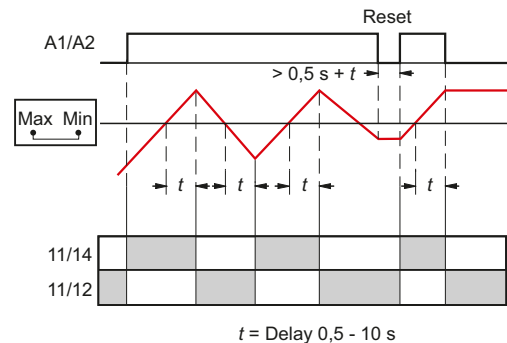 Reset
A1/A2
> 0,5 s + t
Max Min
t t t t
11/14
11/12
t = Delay 0,5 - 10 s